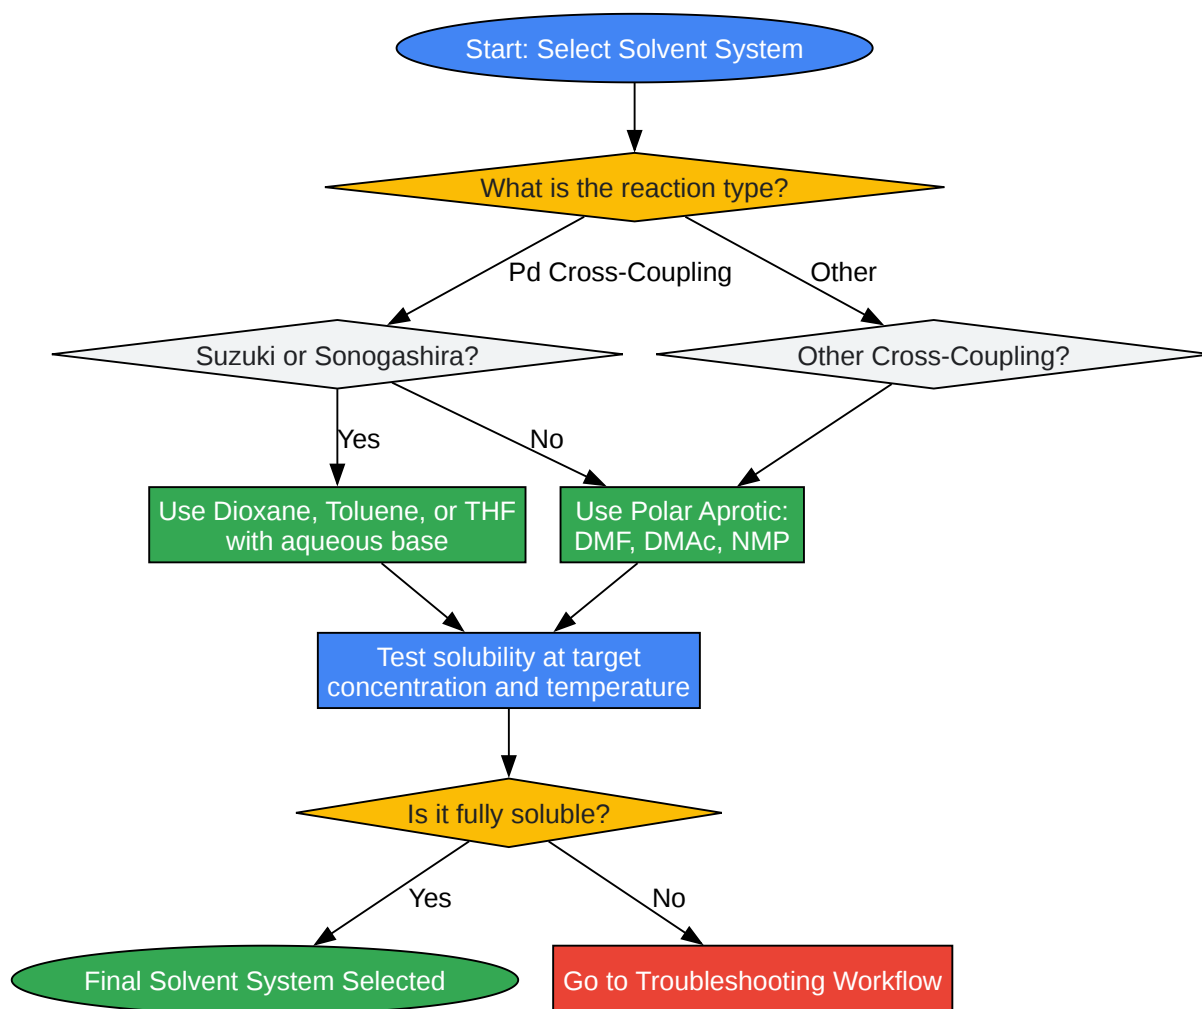 Start: Select Solvent System
What is the reaction type?
Pd Cross-Coupling
Other
Suzuki or Sonogashira?
Other Cross-Coupling?
Yes
No
Use Dioxane, Toluene, or THF
with aqueous base
Use Polar Aprotic:
DMF, DMAc, NMP
Test solubility at target
concentration and temperature
Is it fully soluble?
Yes
No
Final Solvent System Selected
Go to Troubleshooting Workflow